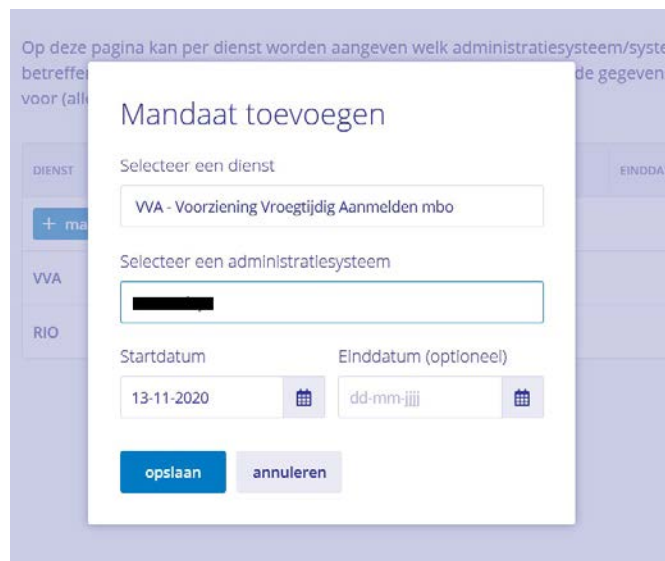 Op deze pagina kan per dienst worden aangeven welk administratiesysteem/syste
betreffe
de gegeven
voor (all
Mandaat toevoegen
Selecteer een dienst
DIENST
EINDDA
VVA - Voorziening Vroegtijdig Aanmelden mbo
+ ma
Selecteer een administratiesysteem
VVA
RIO
Startdatum
Einddatum (optioneel)
13-11-2020
dd-mm-jjjj
opslaan
annuleren